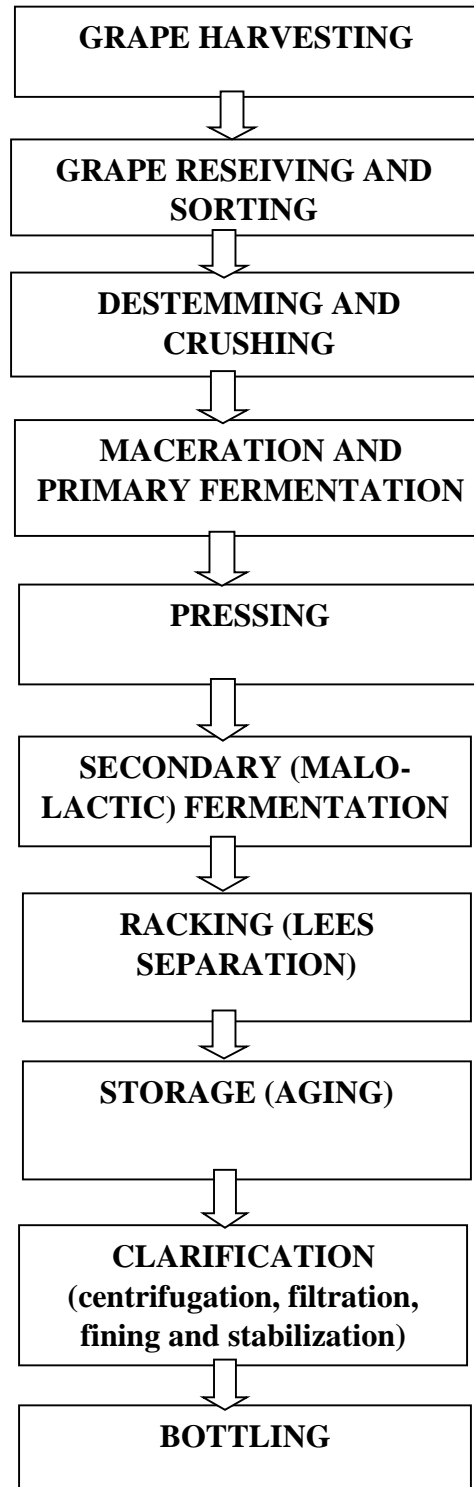 GRAPE HARVESTING
GRAPE RESEIVING AND
SORTING
DESTEMMING AND
CRUSHING
MACERATION AND
PRIMARY FERMENTATION
PRESSING
SECONDARY (MALO-
LACTIC) FERMENTATION
RACKING (LEES
SEPARATION)
STORAGE (AGING)
CLARIFICATION
(centrifugation, filtration,
fining and stabilization)
BOTTLING